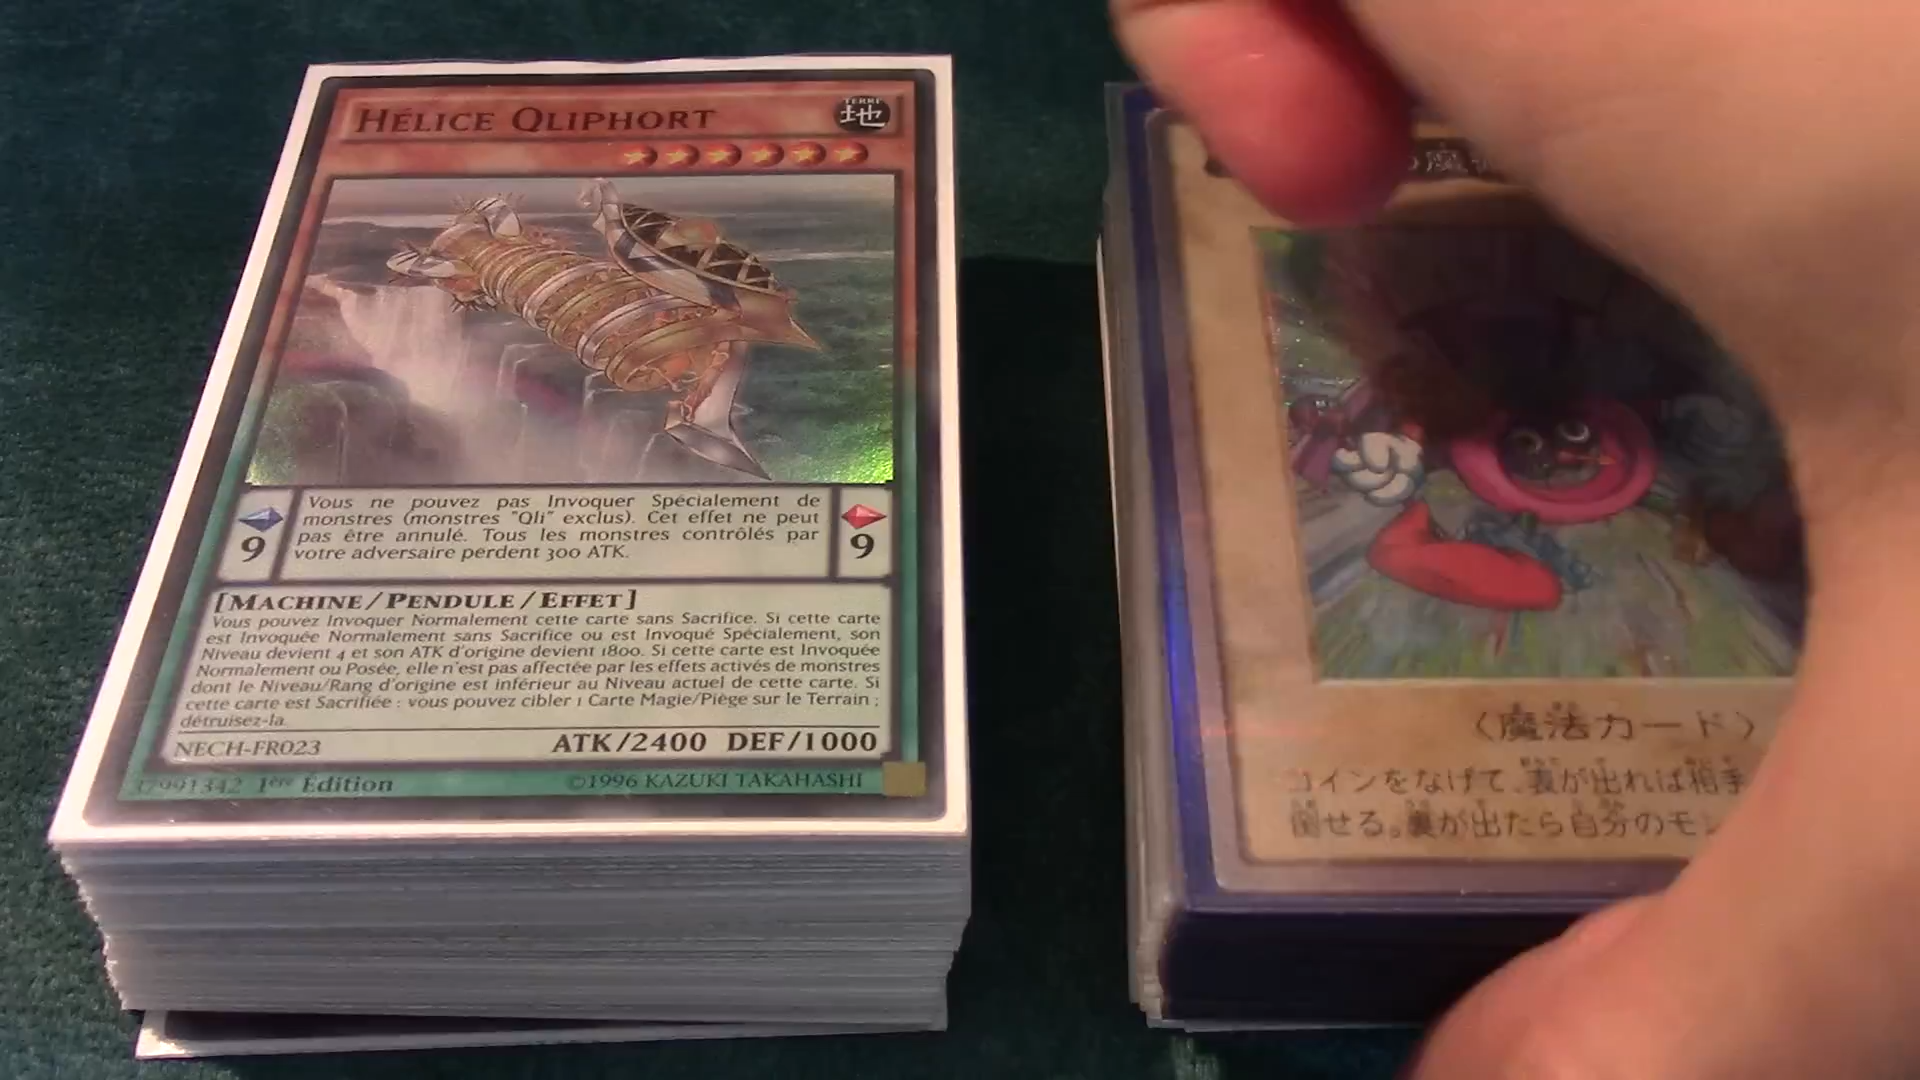 HÉLICE QLIPHORT
TERRE
地
Vous ne pouvez pas Invoquer Spécialement de
monstres (monstres "Qli" exclus). Cet effet ne peut
pas être annulé. Tous les monstres contrôlés par
votre adversaire perdent 300 ATK.
9
9
[MACHINE/PENDULE/EFFET]
Vous pouvez Invoquer Normalement cette carte sans Sacrifice. Si cette carte
est Invoquée Normalement sans Sacrifice ou est Invoqué Spécialement, son
Niveau devient 4 et son ATK d'origine devient 1800. Si cette carte est Invoquée
Normalement ou Posée, elle n'est pas affectée par les effets activés de monstres
dont le Niveau/Rang d'origine est inférieur au Niveau actuel de cette carte. Si
cette carte est Sacrifiée : vous pouvez cibler 1 Carte Magie/Piège sur le Terrain ;
détruisez-la.
NECH-FR023
ATK/2400 DEF/1000
37991342 1ère Édition
©1996 KAZUKI TAKAHASHI
の魔
〈魔法カード〉
コインをなげて、裏が出れば相手
闘せる。裏が出たら自分のモン